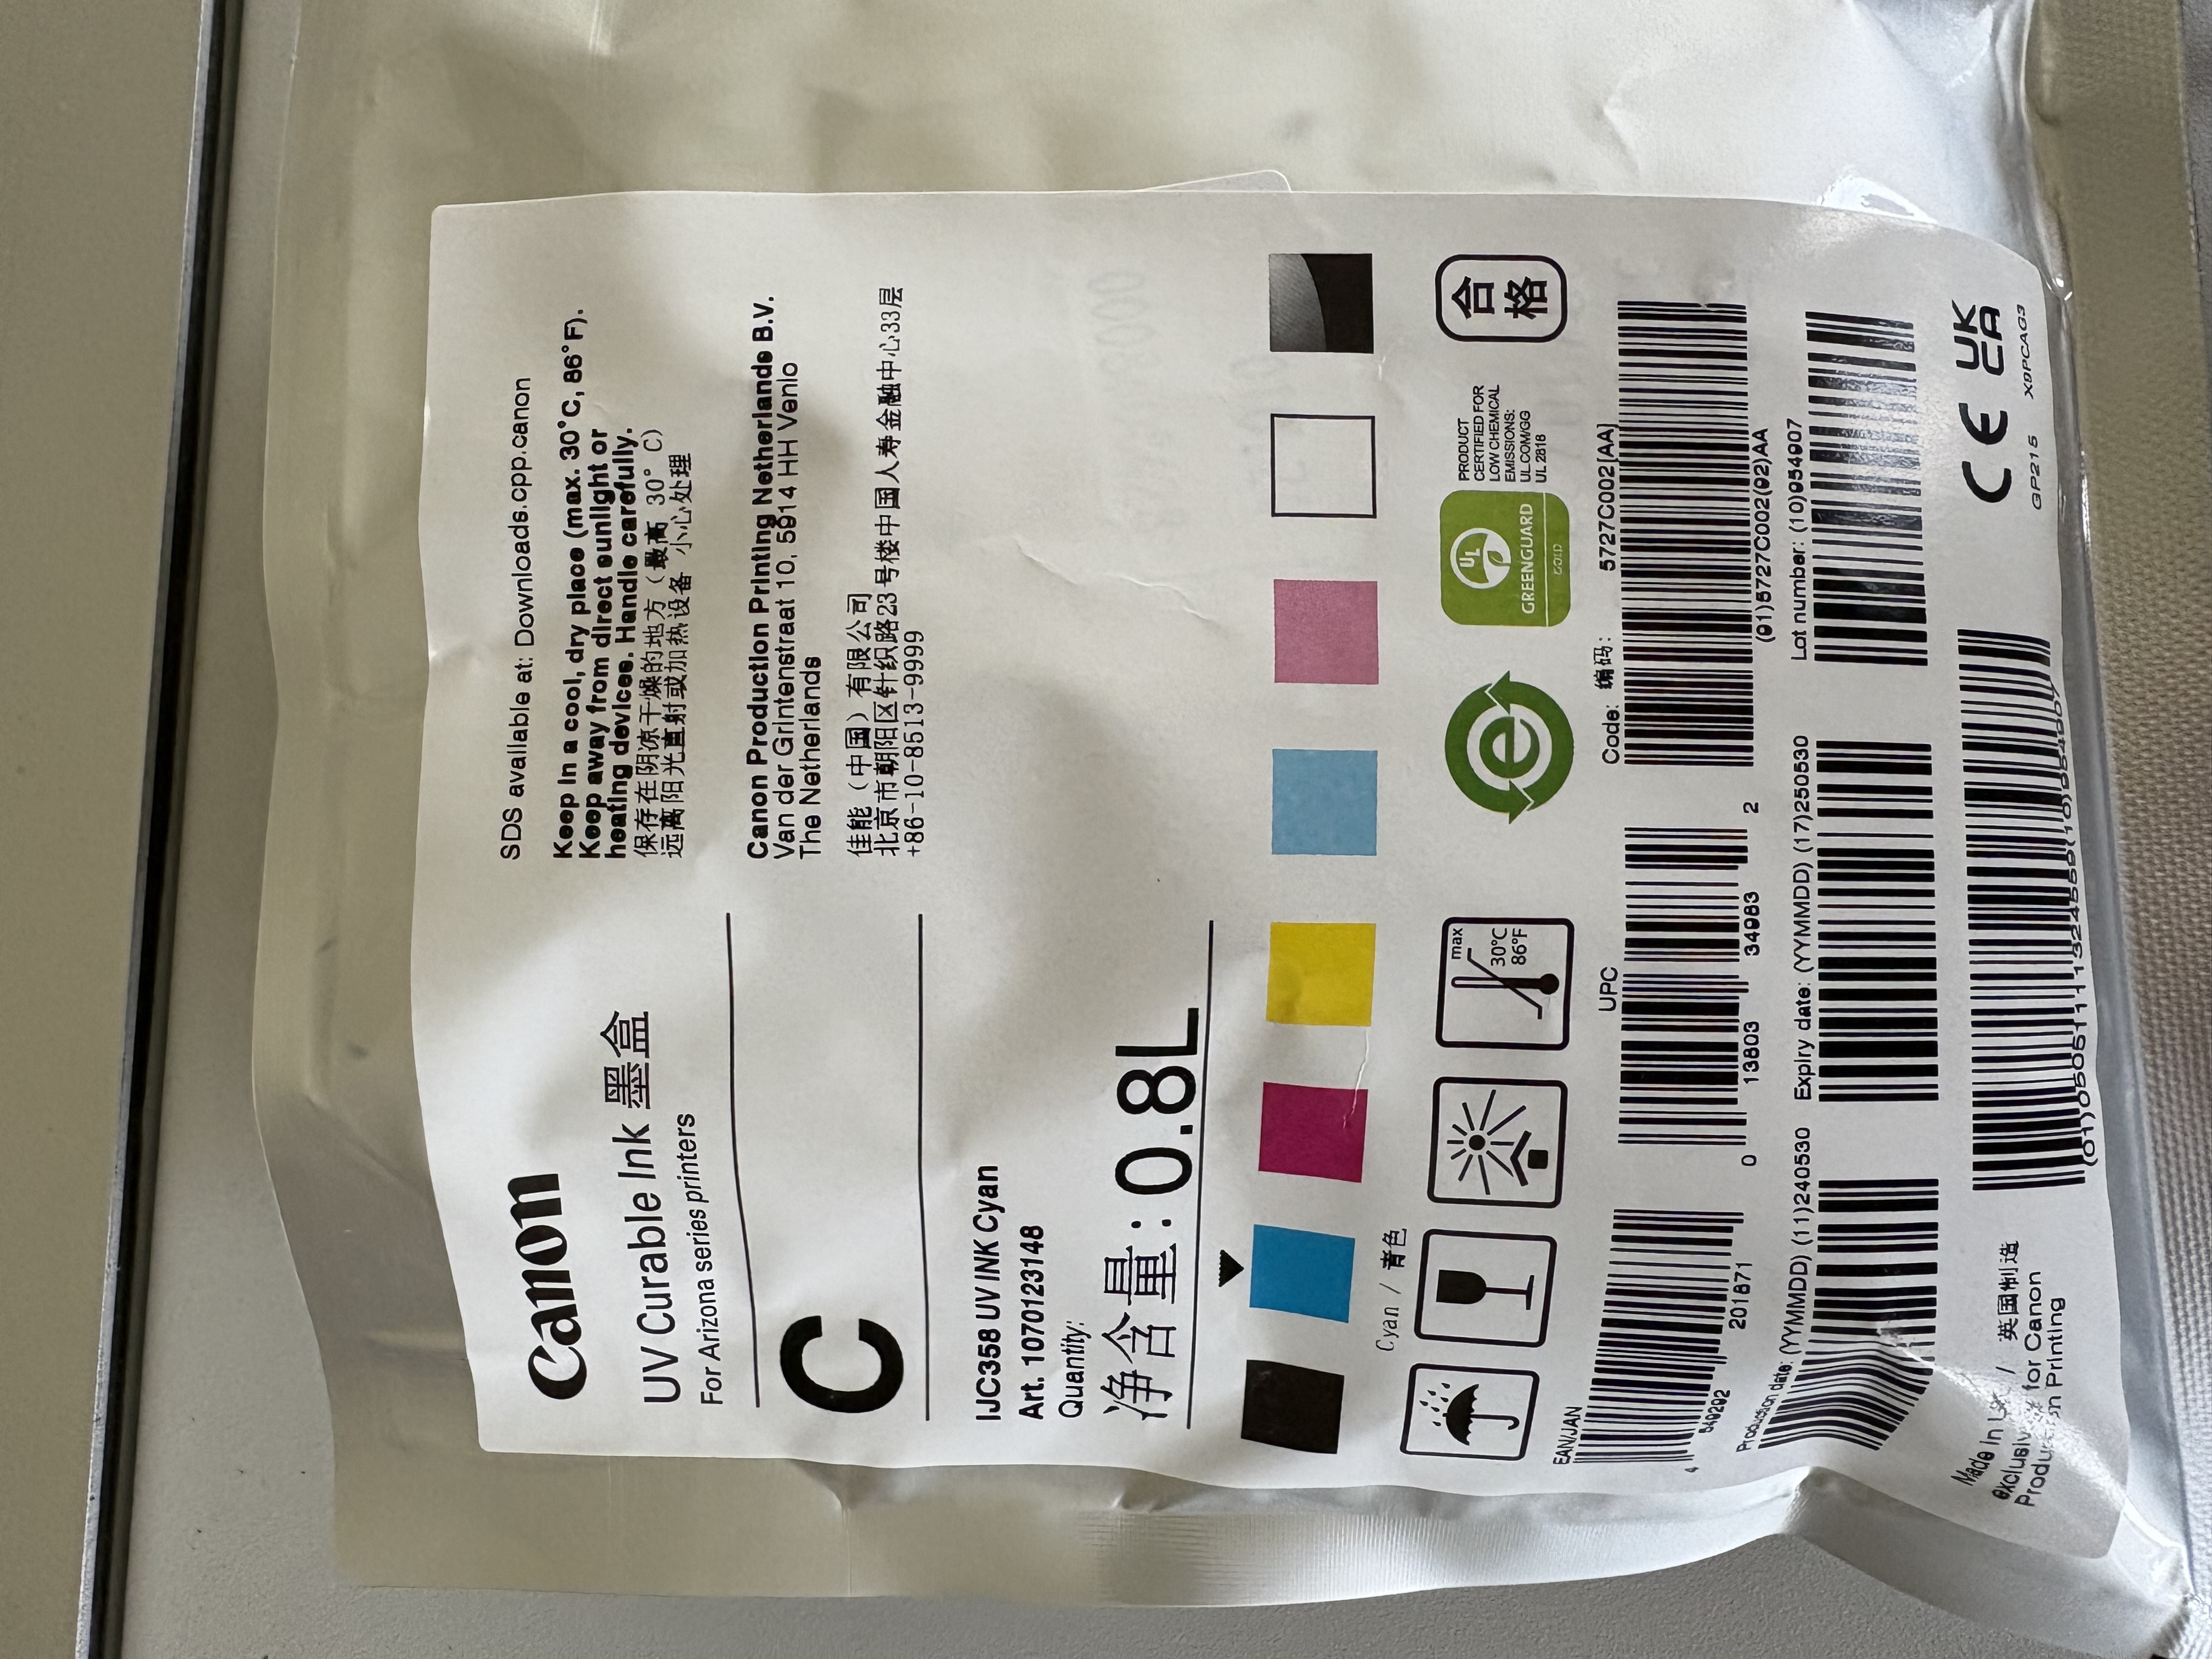 Canon
UV Curable Ink 墨盒
For Arizona series printers
C
IJC358 UV INK Cyan
Art. 1070123148
Quantity:
净含量: 0.8L
SDS available at: Downloads.cpp.canon
Keep in a cool, dry place (max. 30°C, 86°F).
Keep away from direct sunlight or
heating devices. Handle carefully.
保存在阴凉干燥的地方（最高 30° C）
远离阳光直射或加热设备 小心处理
Canon Production Printing Netherlands B.V.
Van der Grintenstraat 10, 5914 HH Venlo
The Netherlands
佳能（中国）有限公司
北京市朝阳区针织路23号楼中国人寿金融中心33层
+86-10-8513-9999
Cyan / 青色
max
30°C
86°F
UL
GREENGUARD
GOLD
PRODUCT
CERTIFIED FOR
LOW CHEMICAL
EMISSIONS:
UL.COM/GG
UL 2818
合格
EAN/JAN
4 549292 201871
UPC
0 13803 34983 2
Code: 编码: 5727C002[AA]
(01)5727C002(02)AA
Production date: (YYMMDD) (11)240530
Expiry date: (YYMMDD) (17)250530
Lot number: (10)954907
Made in / 英国制造
exclusively for Canon
Production Printing
CE UK CA
GP215 X0PCAG3